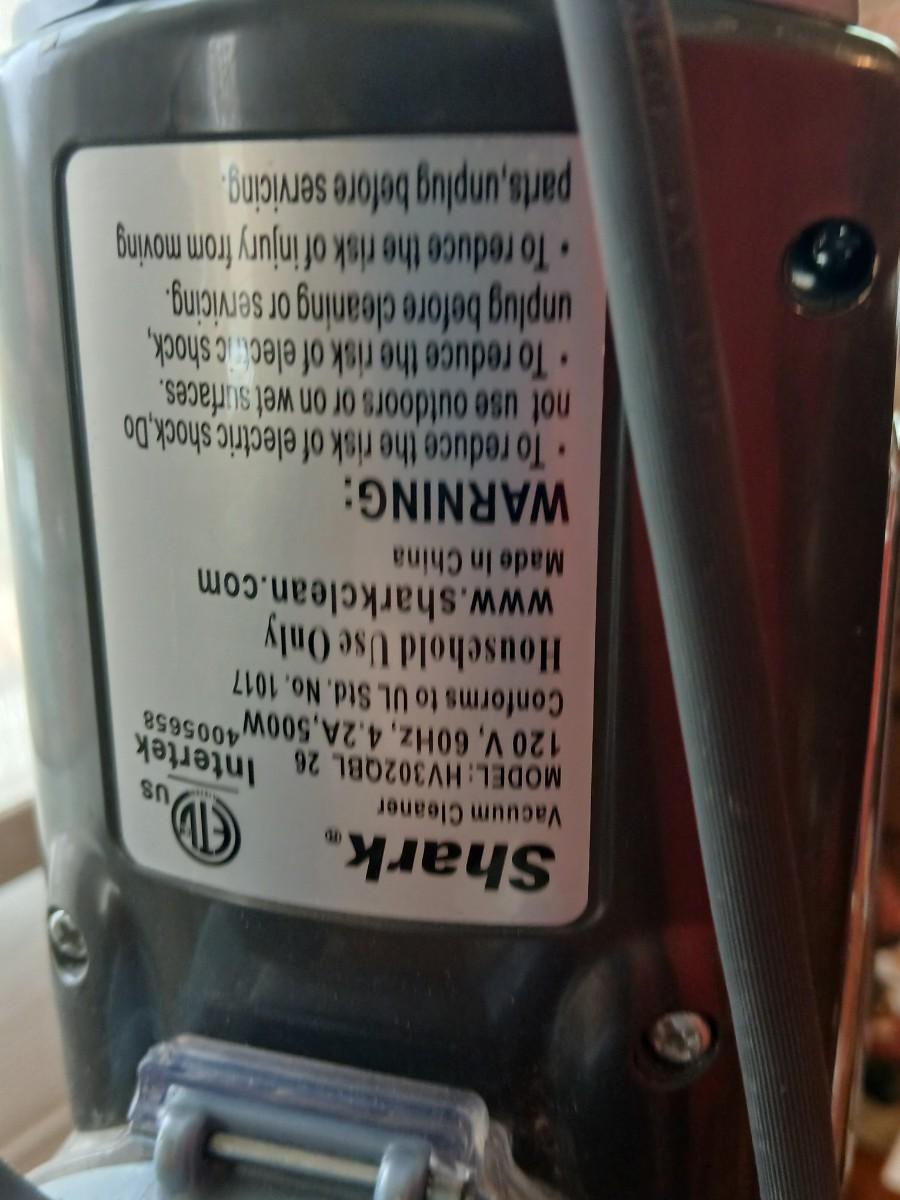 Shark®
Vacuum Cleaner
ETL
US
Intertek
4005658
MODEL: HV302QBL 26
120 V, 60Hz, 4.2A,500W
Conforms to UL Std. No. 1017
Household Use Only
www.sharkclean.com
Made In China
WARNING:
• To reduce the risk of electric shock,Do
not use outdoors or on wet surfaces.
• To reduce the risk of electric shock,
unplug before cleaning or servicing.
• To reduce the risk of injury from moving
parts,unplug before servicing.